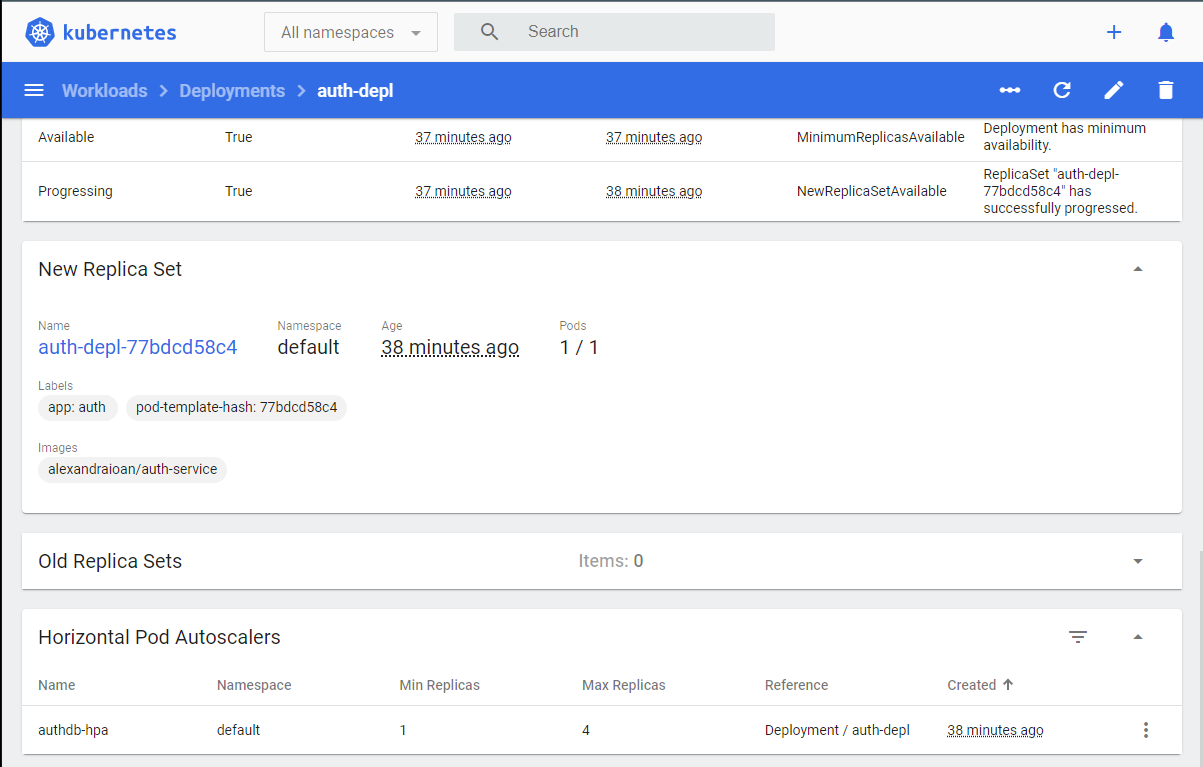 kubernetes
All namespaces
Search
Workloads
Deployments
auth-depl
Available True 37 minutes ago 37 minutes ago MinimumReplicasAvailable Deployment has minimum
availability.
Progressing True 37 minutes ago 38 minutes ago NewReplicaSetAvailable ReplicaSet "auth-depl-
77bdcd58c4" has
successfully progressed.
New Replica Set
Name Namespace Age Pods
auth-depl-77bdcd58c4 default 38 minutes ago 1 / 1
Labels
app: auth pod-template-hash: 77bdcd58c4
Images
alexandraioan/auth-service
Old Replica Sets Items: 0
Horizontal Pod Autoscalers
Name Namespace Min Replicas Max Replicas Reference Created
authdb-hpa default 1 4 Deployment / auth-depl 38 minutes ago